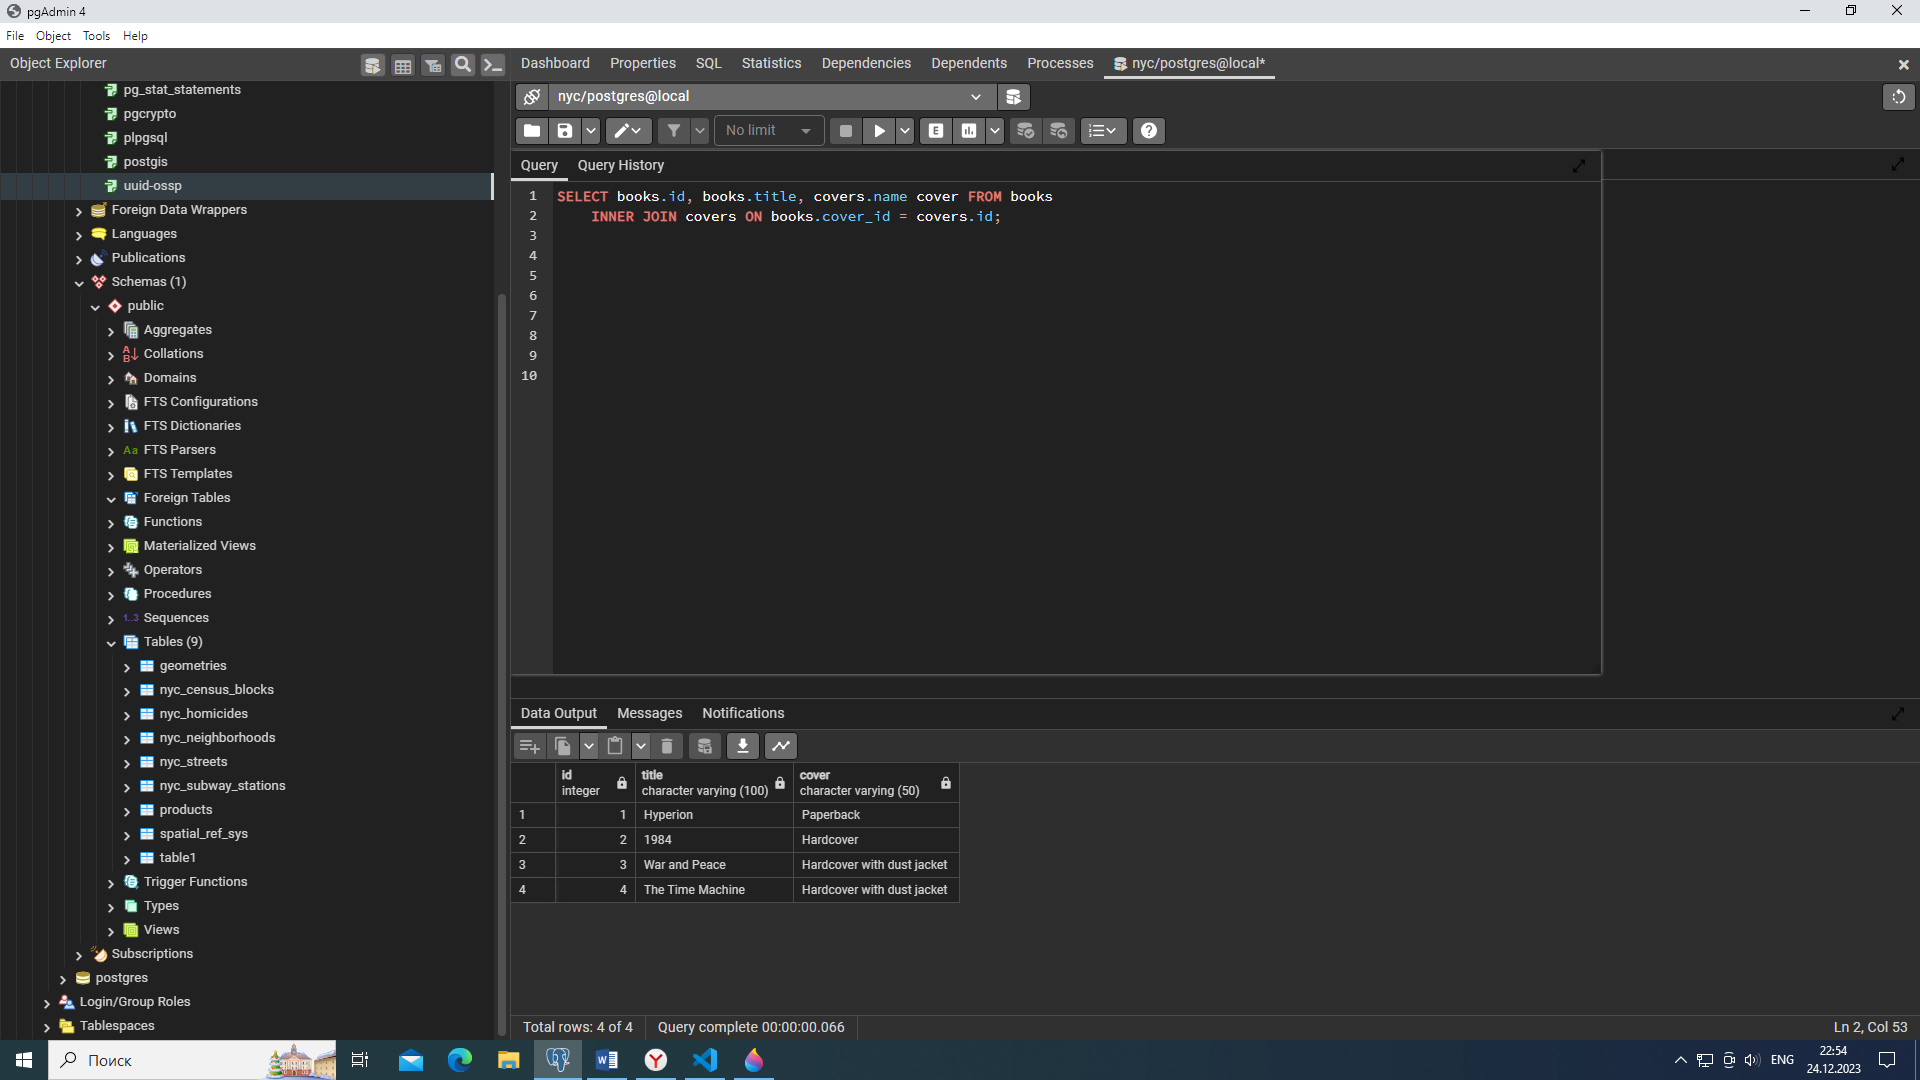 pgAdmin 4
File Object Tools Help
Object Explorer
Dashboard Properties SQL Statistics Dependencies Dependents Processes nyc/postgres@local*
nyc/postgres@local
No limit
E
Query Query History
1 SELECT books.id, books.title, covers.name cover FROM books
2 INNER JOIN covers ON books.cover_id = covers.id;
3
4
5
6
7
8
9
10
pg_stat_statements
pgcrypto
plpgsql
postgis
uuid-ossp
Foreign Data Wrappers
Languages
Publications
Schemas (1)
public
Aggregates
Collations
Domains
FTS Configurations
FTS Dictionaries
Aa FTS Parsers
FTS Templates
Foreign Tables
Functions
Materialized Views
Operators
Procedures
1..3 Sequences
Tables (9)
geometries
nyc_census_blocks
nyc_homicides
nyc_neighborhoods
nyc_streets
nyc_subway_stations
products
spatial_ref_sys
table1
Trigger Functions
Types
Views
Subscriptions
postgres
Login/Group Roles
Tablespaces
Data Output Messages Notifications
id title cover
integer character varying (100) character varying (50)
1 1 Hyperion Paperback
2 2 1984 Hardcover
3 3 War and Peace Hardcover with dust jacket
4 4 The Time Machine Hardcover with dust jacket
Total rows: 4 of 4 Query complete 00:00:00.066 Ln 2, Col 53
Поиск
ENG
22:54
24.12.2023